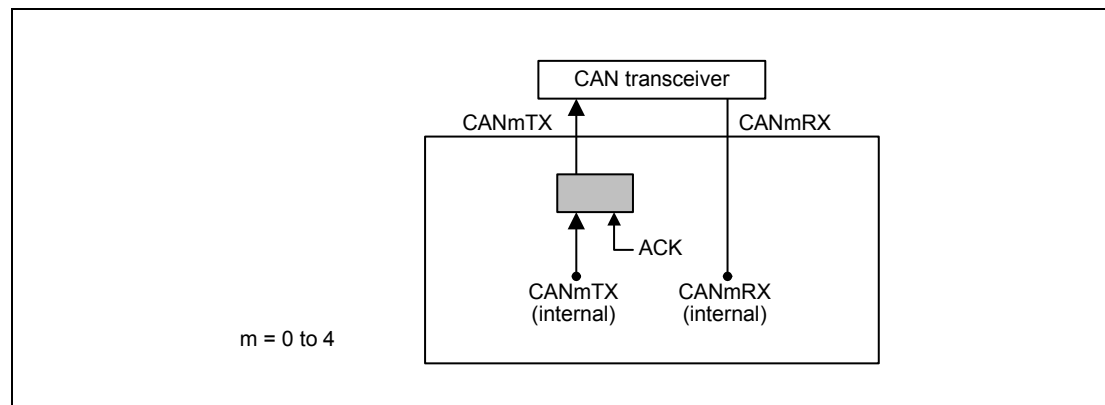 CAN transceiver
CANmTX
CANmRX
ACK
CANmTX
(internal)
CANmRX
(internal)
m = 0 to 4